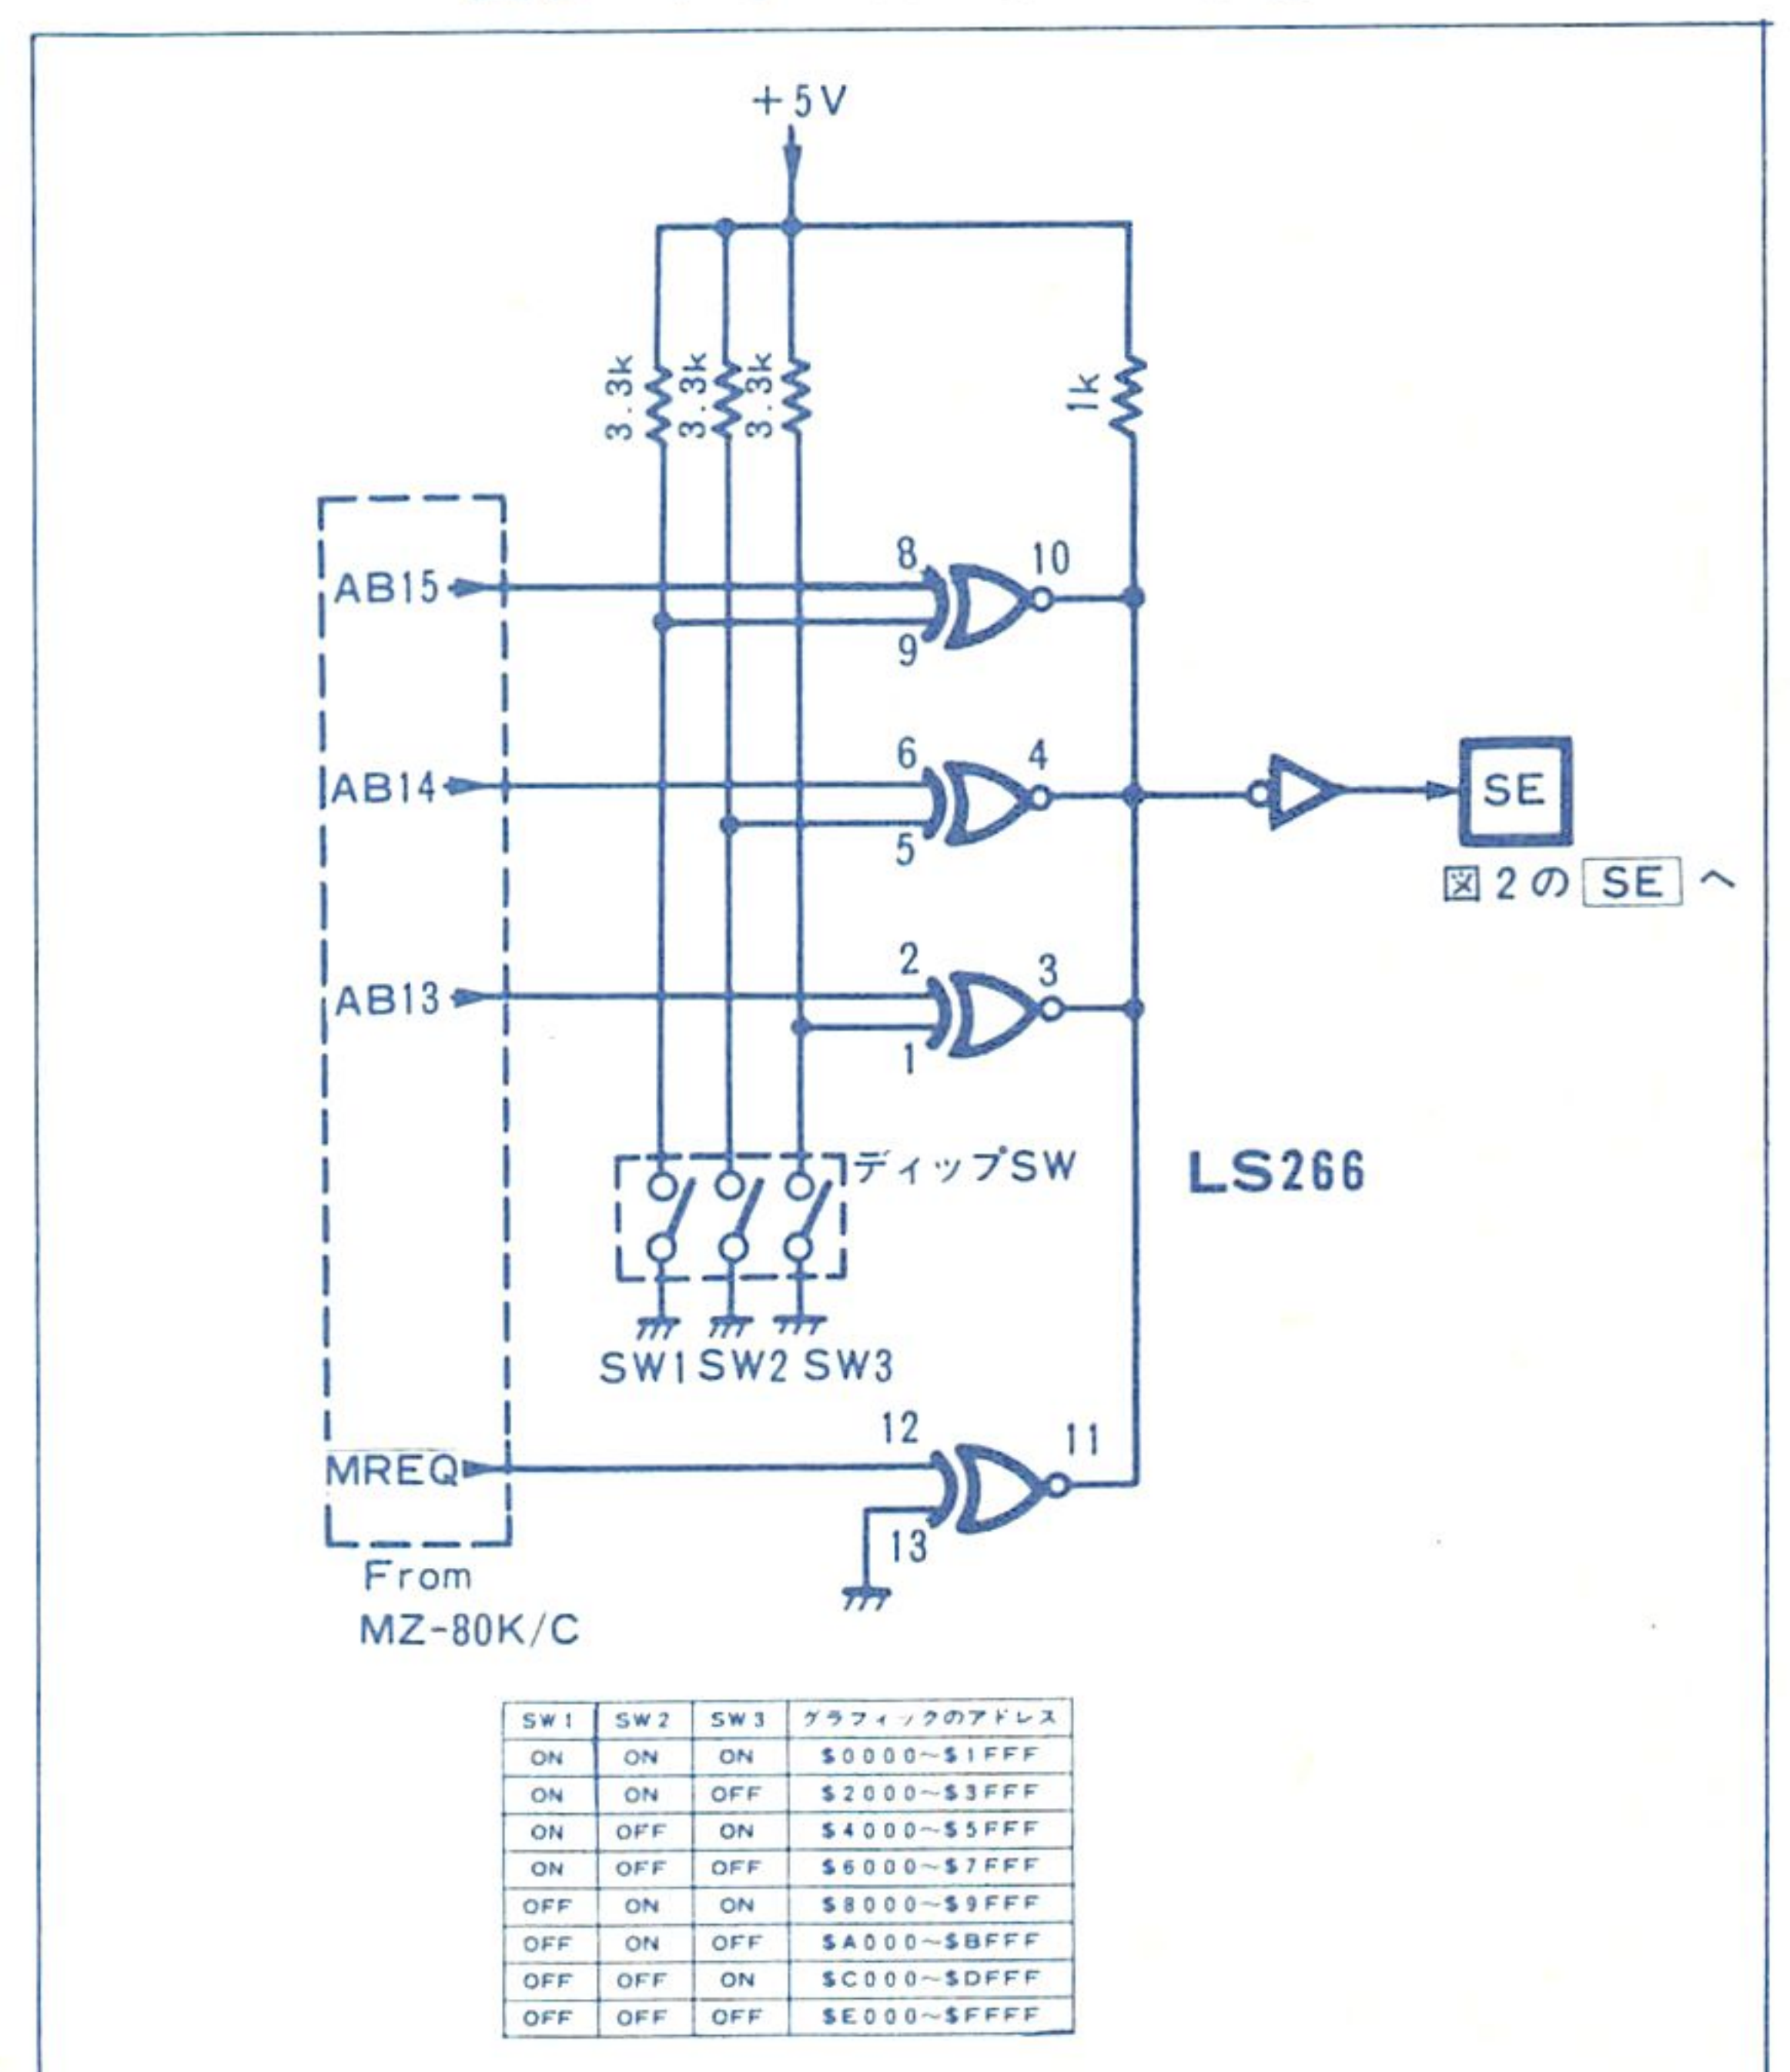 +5V
3.3k 3.3k 3.3k 1k
AB15 8 10
9
AB14 6 4
5
SE
図2の SE へ
AB13 2 3
1
ディップSW
LS266
SW1 SW2 SW3
MREQ 12 11
13
From
MZ-80K/C
SW1 SW2 SW3 グラフィックのアドレス
ON ON ON $0000~$1FFF
ON ON OFF $2000~$3FFF
ON OFF ON $4000~$5FFF
ON OFF OFF $6000~$7FFF
OFF ON ON $8000~$9FFF
OFF ON OFF $A000~$BFFF
OFF OFF ON $C000~$DFFF
OFF OFF OFF $E000~$FFFF